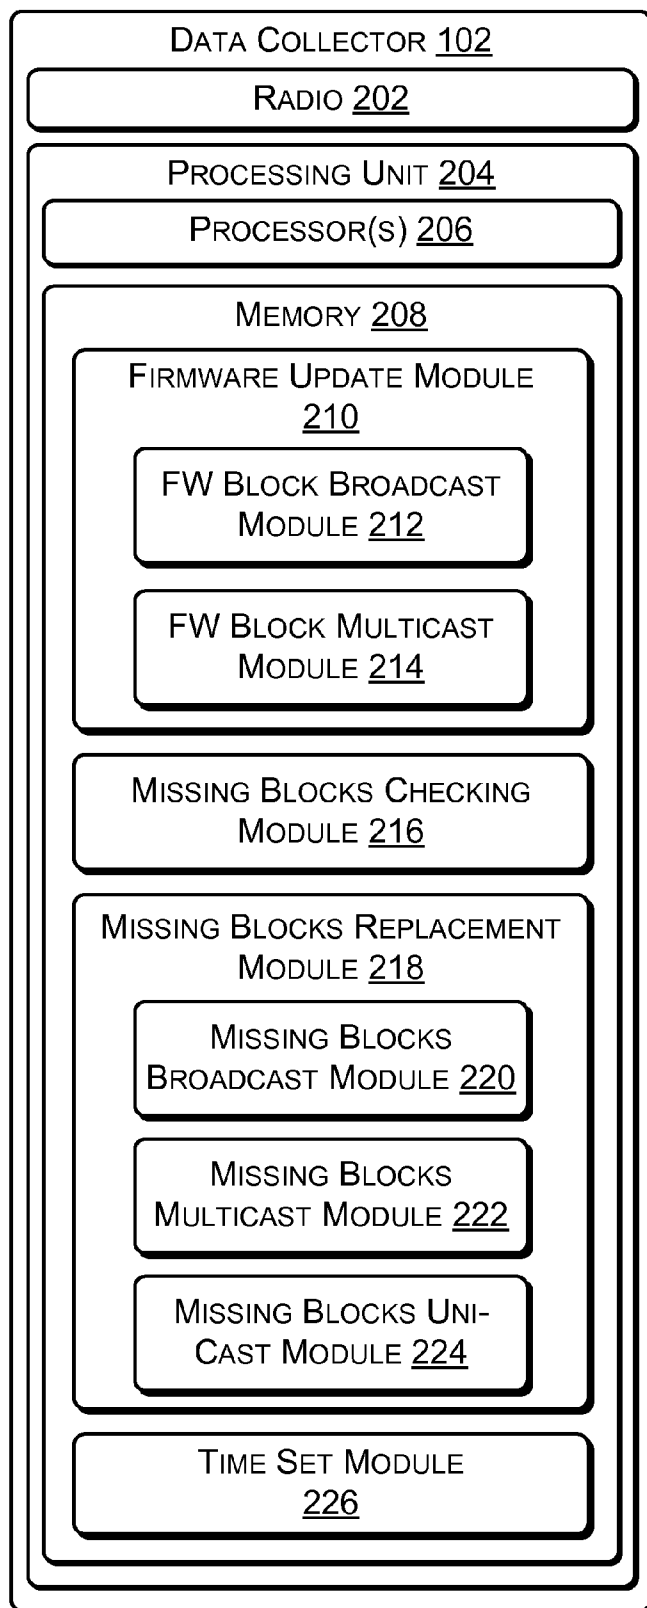 DATA COLLECTOR 102
RADIO 202
PROCESSING UNIT 204
PROCESSOR(S) 206
MEMORY 208
FIRMWARE UPDATE MODULE
210
FW BLOCK BROADCAST
MODULE 212
FW BLOCK MULTICAST
MODULE 214
MISSING BLOCKS CHECKING
MODULE 216
MISSING BLOCKS REPLACEMENT
MODULE 218
MISSING BLOCKS
BROADCAST MODULE 220
MISSING BLOCKS
MULTICAST MODULE 222
MISSING BLOCKS UNI-
CAST MODULE 224
TIME SET MODULE
226